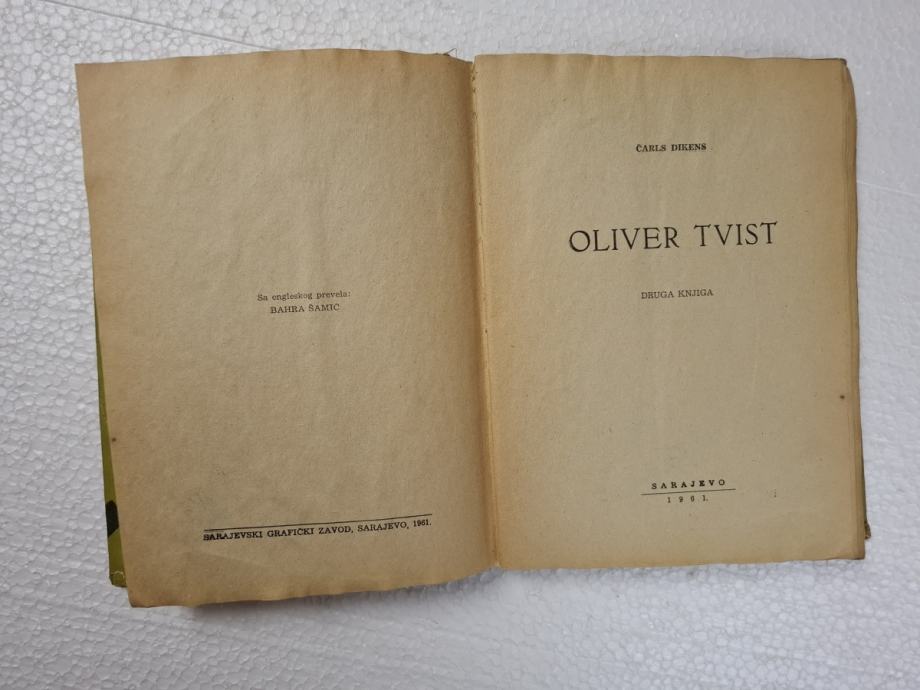 Sa engleskog prevela:
BAHRA ŠAMIĆ
SARAJEVSKI GRAFIČKI ZAVOD, SARAJEVO, 1961.
ČARLS DIKENS
OLIVER TVIST
DRUGA KNJIGA
SARAJEVO
1961.